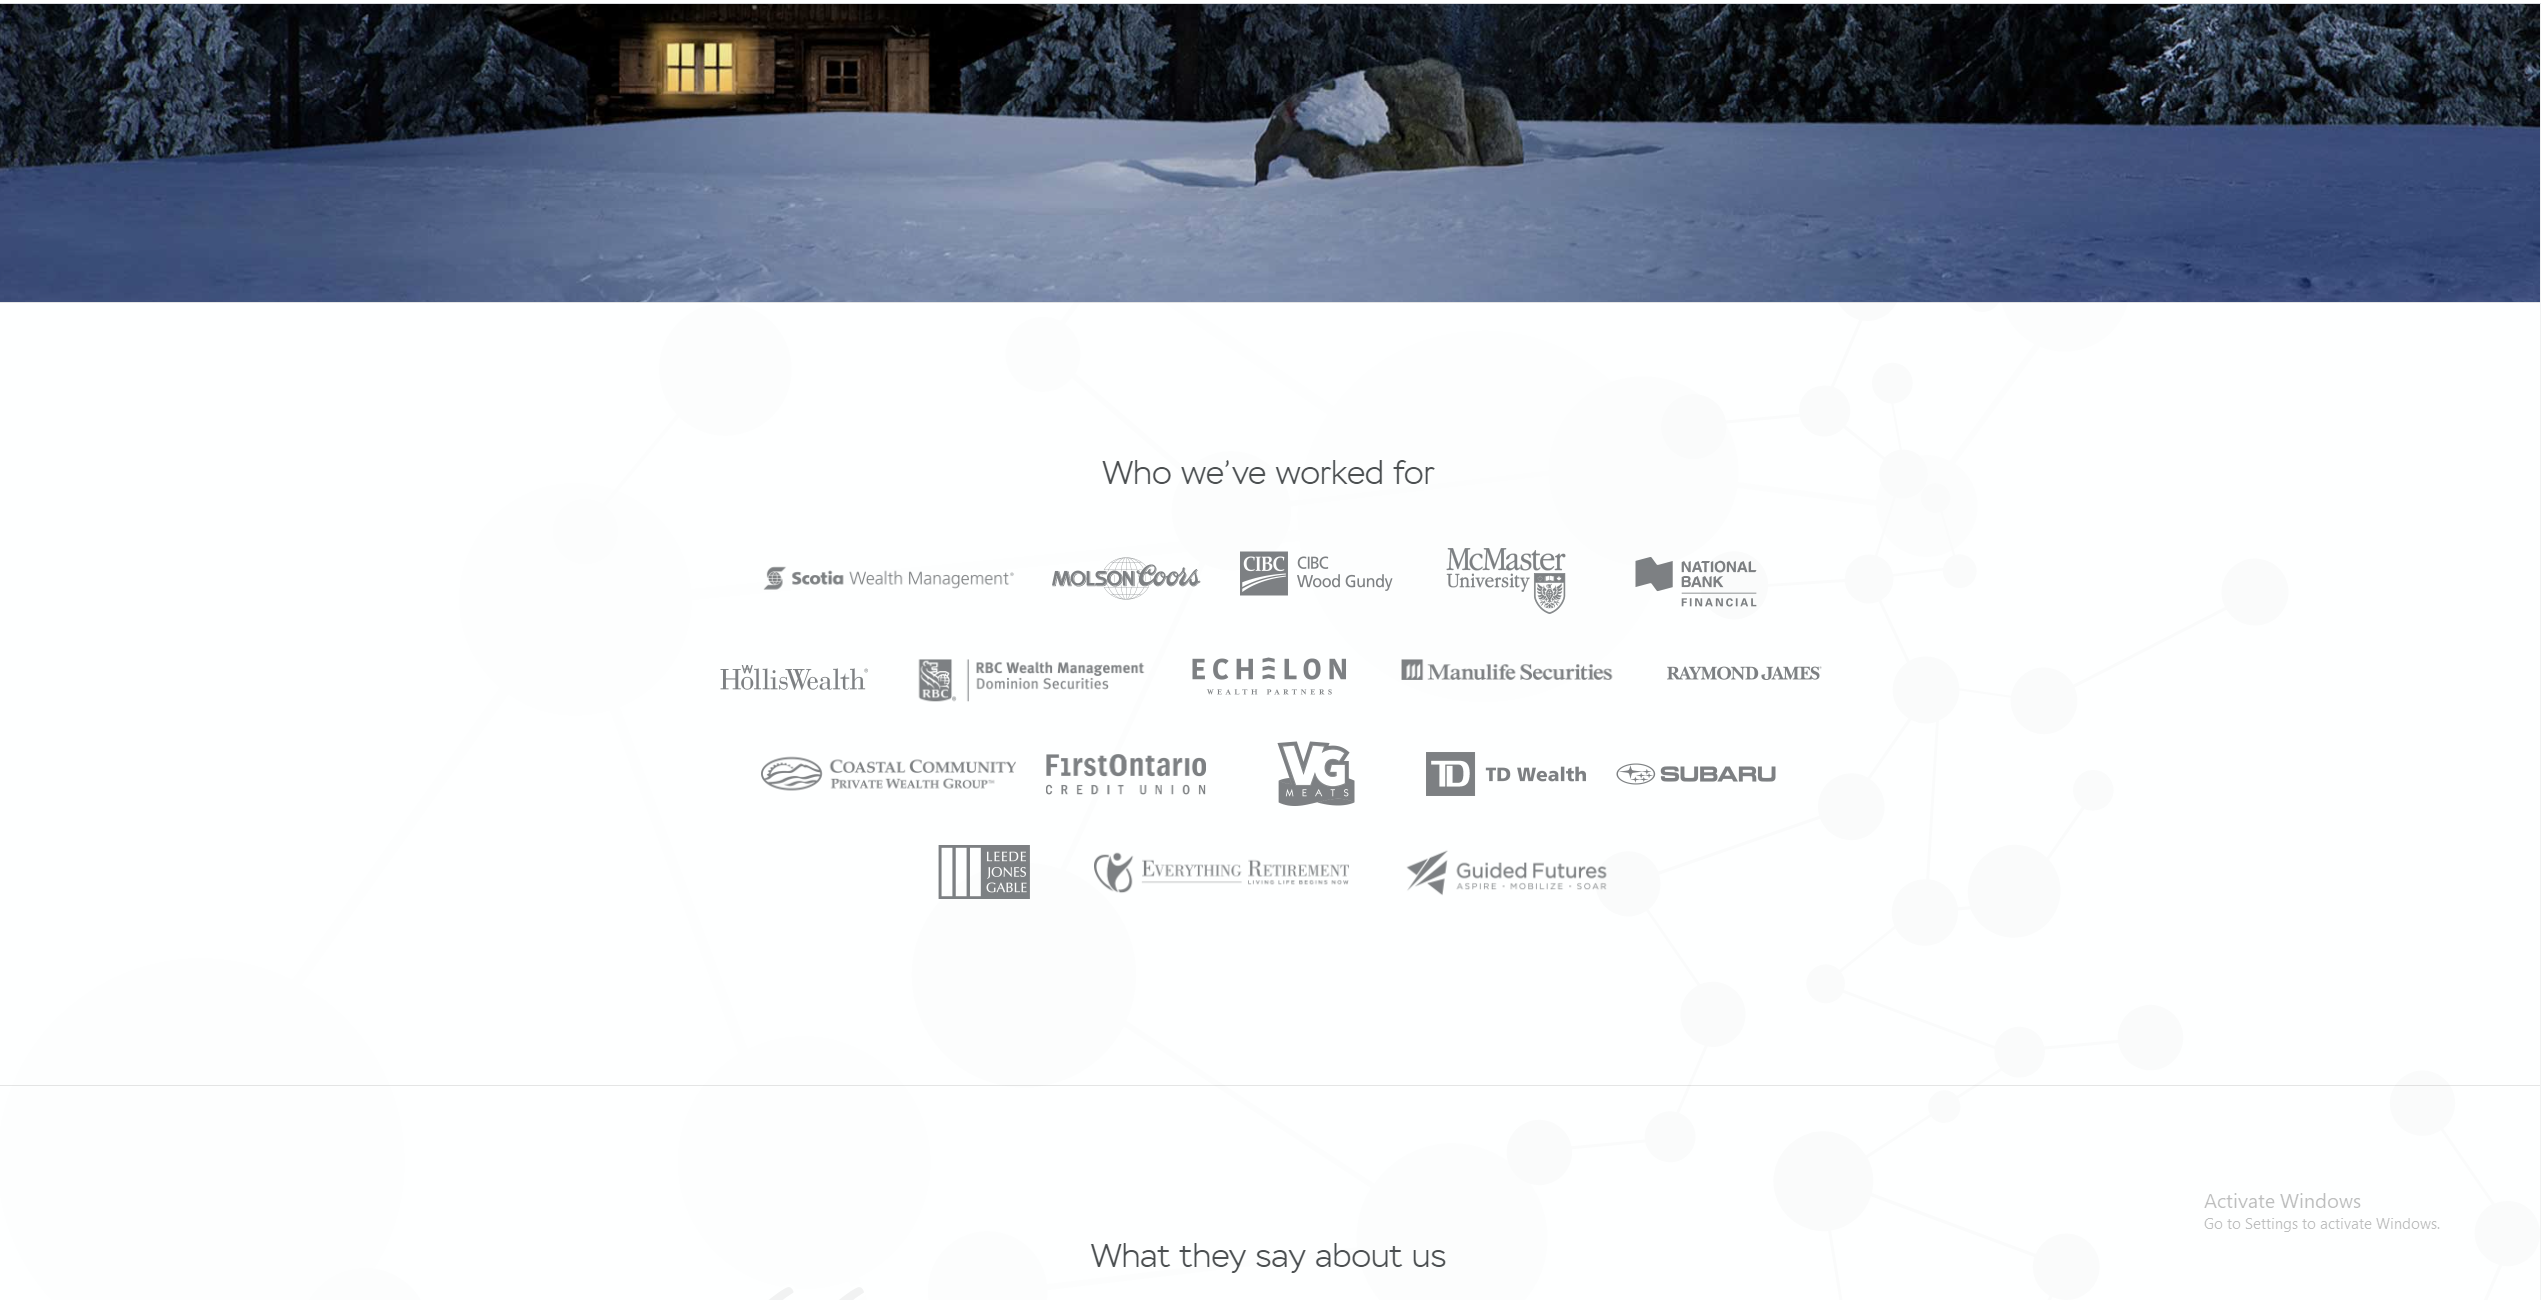 Who we've worked for
Scotia Wealth Management®
MOLSON Coors
CIBC
CIBC
Wood Gundy
McMaster
University
NATIONAL
BANK
FINANCIAL
W
HollisWealth®
RBC®
RBC Wealth Management
Dominion Securities
ECHELON
WEALTH PARTNERS
Manulife Securities
RAYMOND JAMES
COASTAL COMMUNITY
PRIVATE WEALTH GROUP™
FirstOntario
CREDIT UNION
VG
MEATS
TD
TD Wealth
SUBARU
LEEDE
JONES
GABLE
EVERYTHING RETIREMENT
LIVING LIFE BEGINS NOW
Guided Futures
ASPIRE · MOBILIZE · SOAR
Activate Windows
Go to Settings to activate Windows.
What they say about us